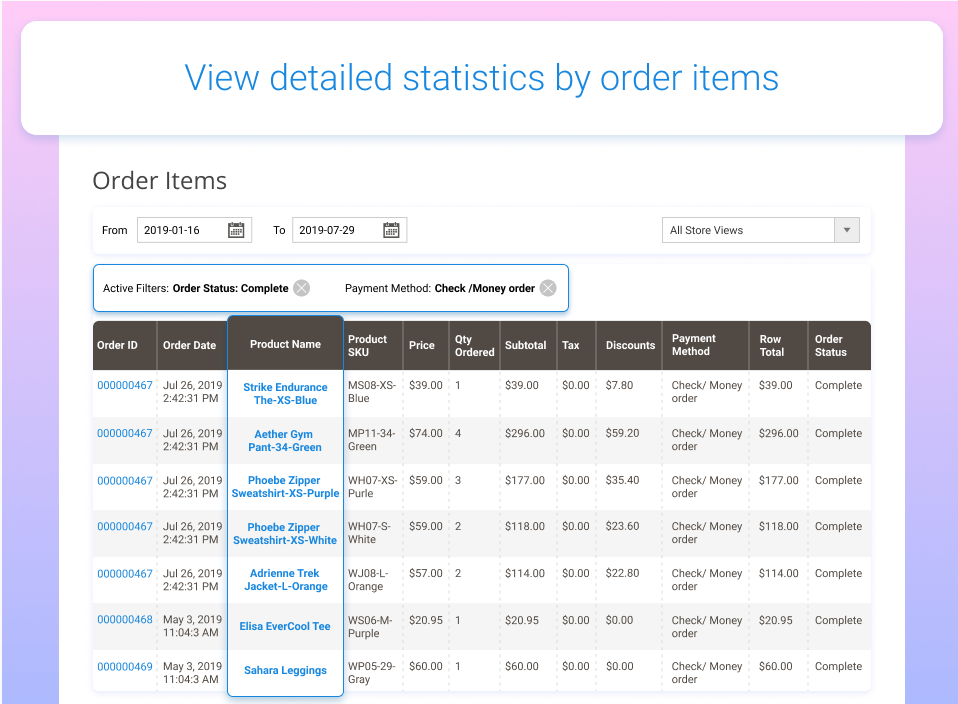 View detailed statistics by order items
Order Items
From 2019-01-16 To 2019-07-29 All Store Views
Active Filters: Order Status: Complete Payment Method: Check /Money order
Order ID Order Date Product Name Product SKU Price Qty Ordered Subtotal Tax Discounts Payment Method Row Total Order Status
000000467 Jul 26, 2019 2:42:31 PM Strike Endurance The-XS-Blue MS08-XS-Blue $39.00 1 $39.00 $0.00 $7.80 Check/ Money order $39.00 Complete
000000467 Jul 26, 2019 2:42:31 PM Aether Gym Pant-34-Green MP11-34-Green $74.00 4 $296.00 $0.00 $59.20 Check/ Money order $296.00 Complete
000000467 Jul 26, 2019 2:42:31 PM Phoebe Zipper Sweatshirt-XS-Purple WH07-XS-Purle $59.00 3 $177.00 $0.00 $35.40 Check/ Money order $177.00 Complete
000000467 Jul 26, 2019 2:42:31 PM Phoebe Zipper Sweatshirt-XS-White WH07-S-White $59.00 2 $118.00 $0.00 $23.60 Check/ Money order $118.00 Complete
000000467 Jul 26, 2019 2:42:31 PM Adrienne Trek Jacket-L-Orange WJ08-L-Orange $57.00 2 $114.00 $0.00 $22.80 Check/ Money order $114.00 Complete
000000468 May 3, 2019 11:04:3 AM Elisa EverCool Tee WS06-M-Purple $20.95 1 $20.95 $0.00 $0.00 Check/ Money order $20.95 Complete
000000469 May 3, 2019 11:04:3 AM Sahara Leggings WP05-29-Gray $60.00 1 $60.00 $0.00 $0.00 Check/ Money order $60.00 Complete